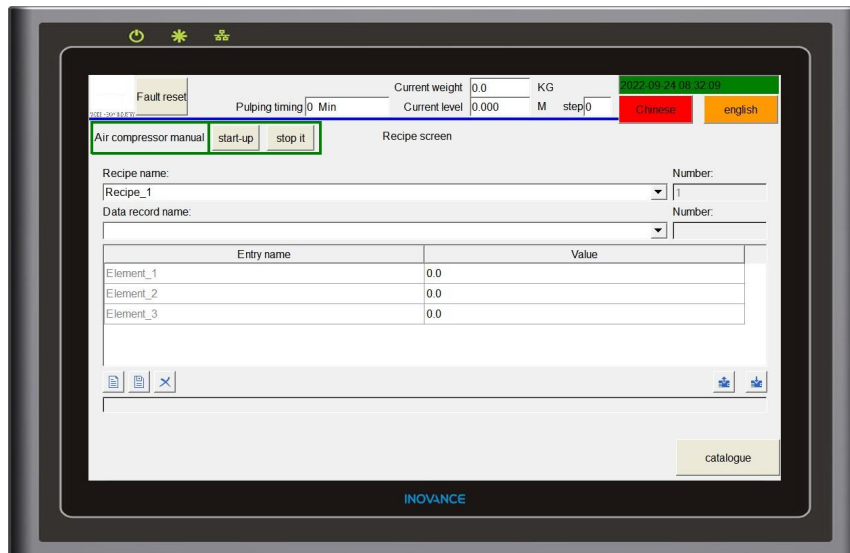 Fault reset
Current weight 0.0 KG
2022-09-24 08:32:09
Pulping timing 0 Min
Current level 0.000 M step 0
Chinese english
Air compressor manual start-up stop it
Recipe screen
Recipe name: Number:
Recipe_1 1
Data record name: Number:
Entry name Value
Element_1 0.0
Element_2 0.0
Element_3 0.0
catalogue
INOVANCE